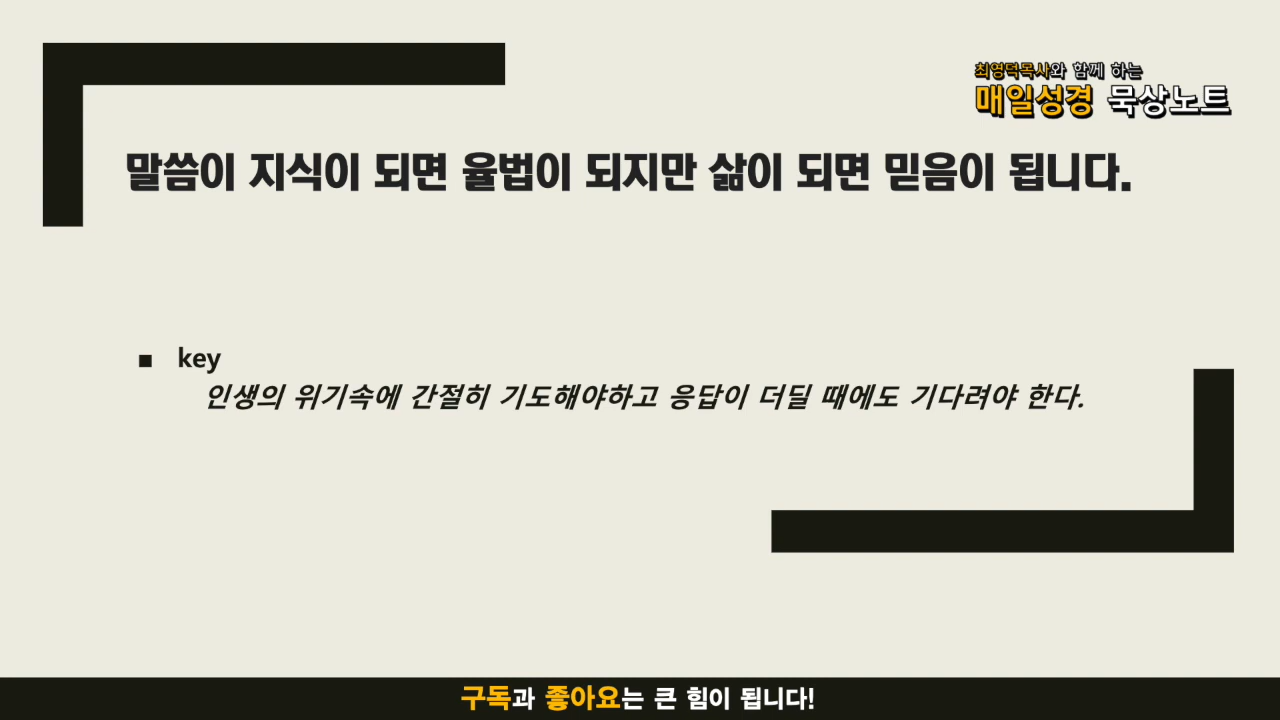 최영덕목사와 함께 하는
매일성경 묵상노트
말씀이 지식이 되면 율법이 되지만 삶이 되면 믿음이 됩니다.
■ key
인생의 위기속에 간절히 기도해야하고 응답이 더딜 때에도 기다려야 한다.
구독과 좋아요는 큰 힘이 됩니다!